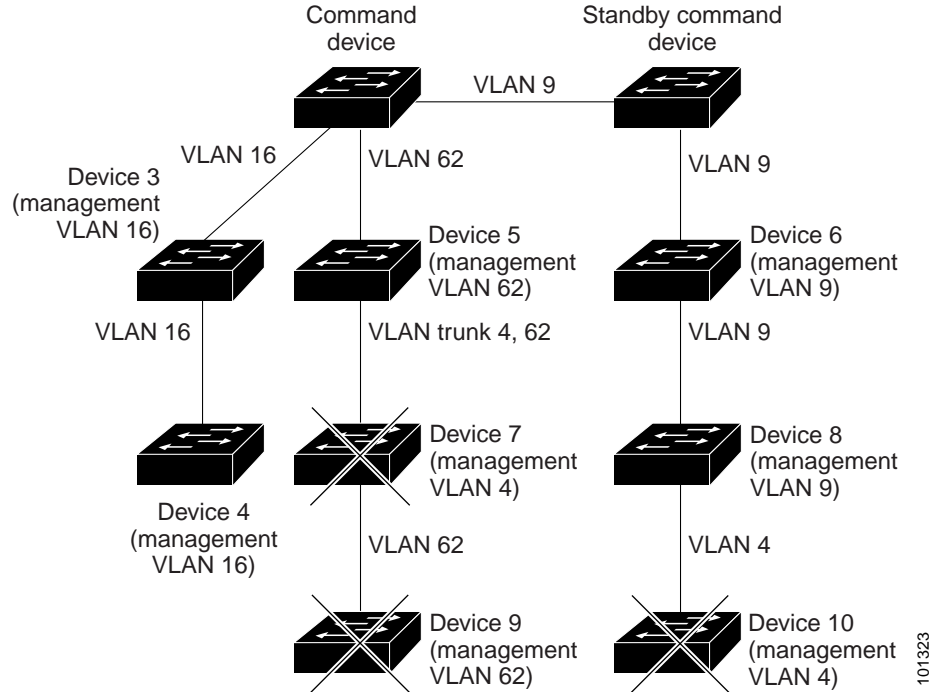 Command
device
Standby command
device
VLAN 9
VLAN 16
VLAN 62
VLAN 9
Device 3
(management
VLAN 16)
Device 5
(management
VLAN 62)
Device 6
(management
VLAN 9)
VLAN 16
VLAN trunk 4, 62
VLAN 9
Device 7
(management
VLAN 4)
Device 8
(management
VLAN 9)
Device 4
(management
VLAN 16)
VLAN 62
VLAN 4
Device 9
(management
VLAN 62)
Device 10
(management
VLAN 4)
101323